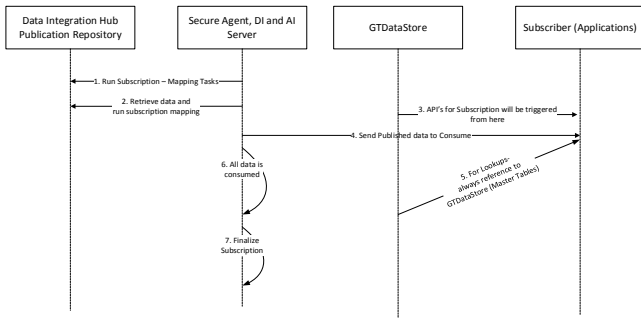 Data Integration Hub
Publication Repository
Secure Agent, DI and AI
Server
GTDataStore
Subscriber (Applications)
1. Run Subscription – Mapping Tasks
2. Retrieve data and
run subscription mapping
3. API's for Subscription will be triggered
from here
4. Send Published data to Consume
5. For Lookups-
always reference to
GTDataStore (Master Tables)
6. All data is
consumed
7. Finalize
Subscription